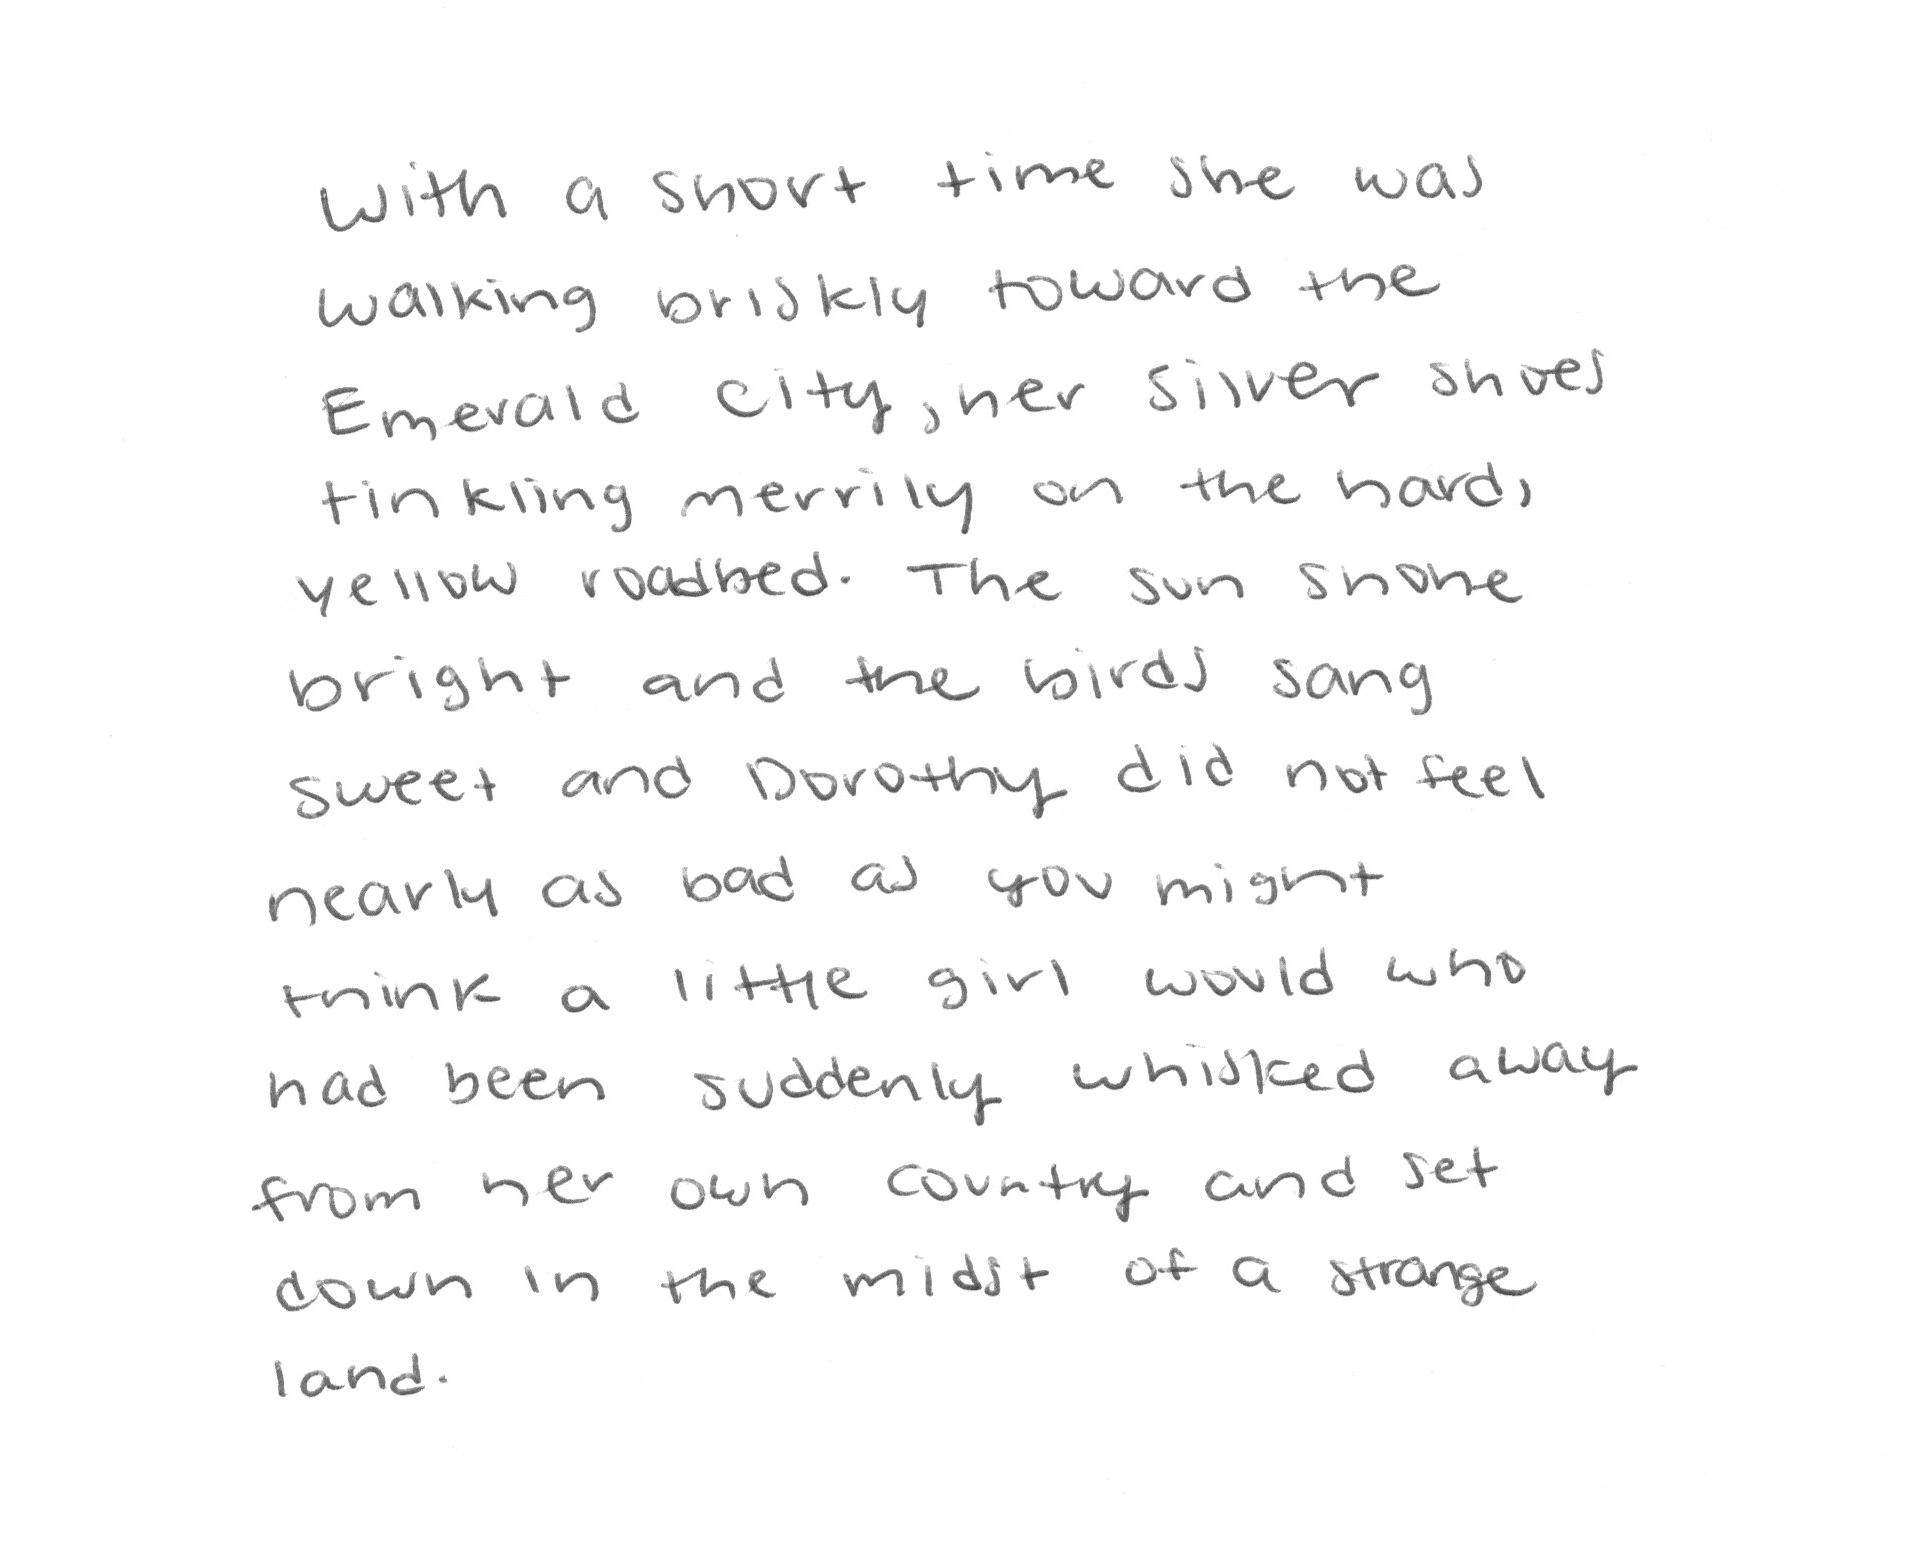 With a short time she was
walking briskly toward the
Emerald City, her silver shoes
tinkling merrily on the hard,
yellow roadbed. The sun shone
bright and the birds sang
sweet and Dorothy did not feel
nearly as bad as you might
think a little girl would who
had been suddenly whisked away
from her own country and set
down in the midst of a strange
land.